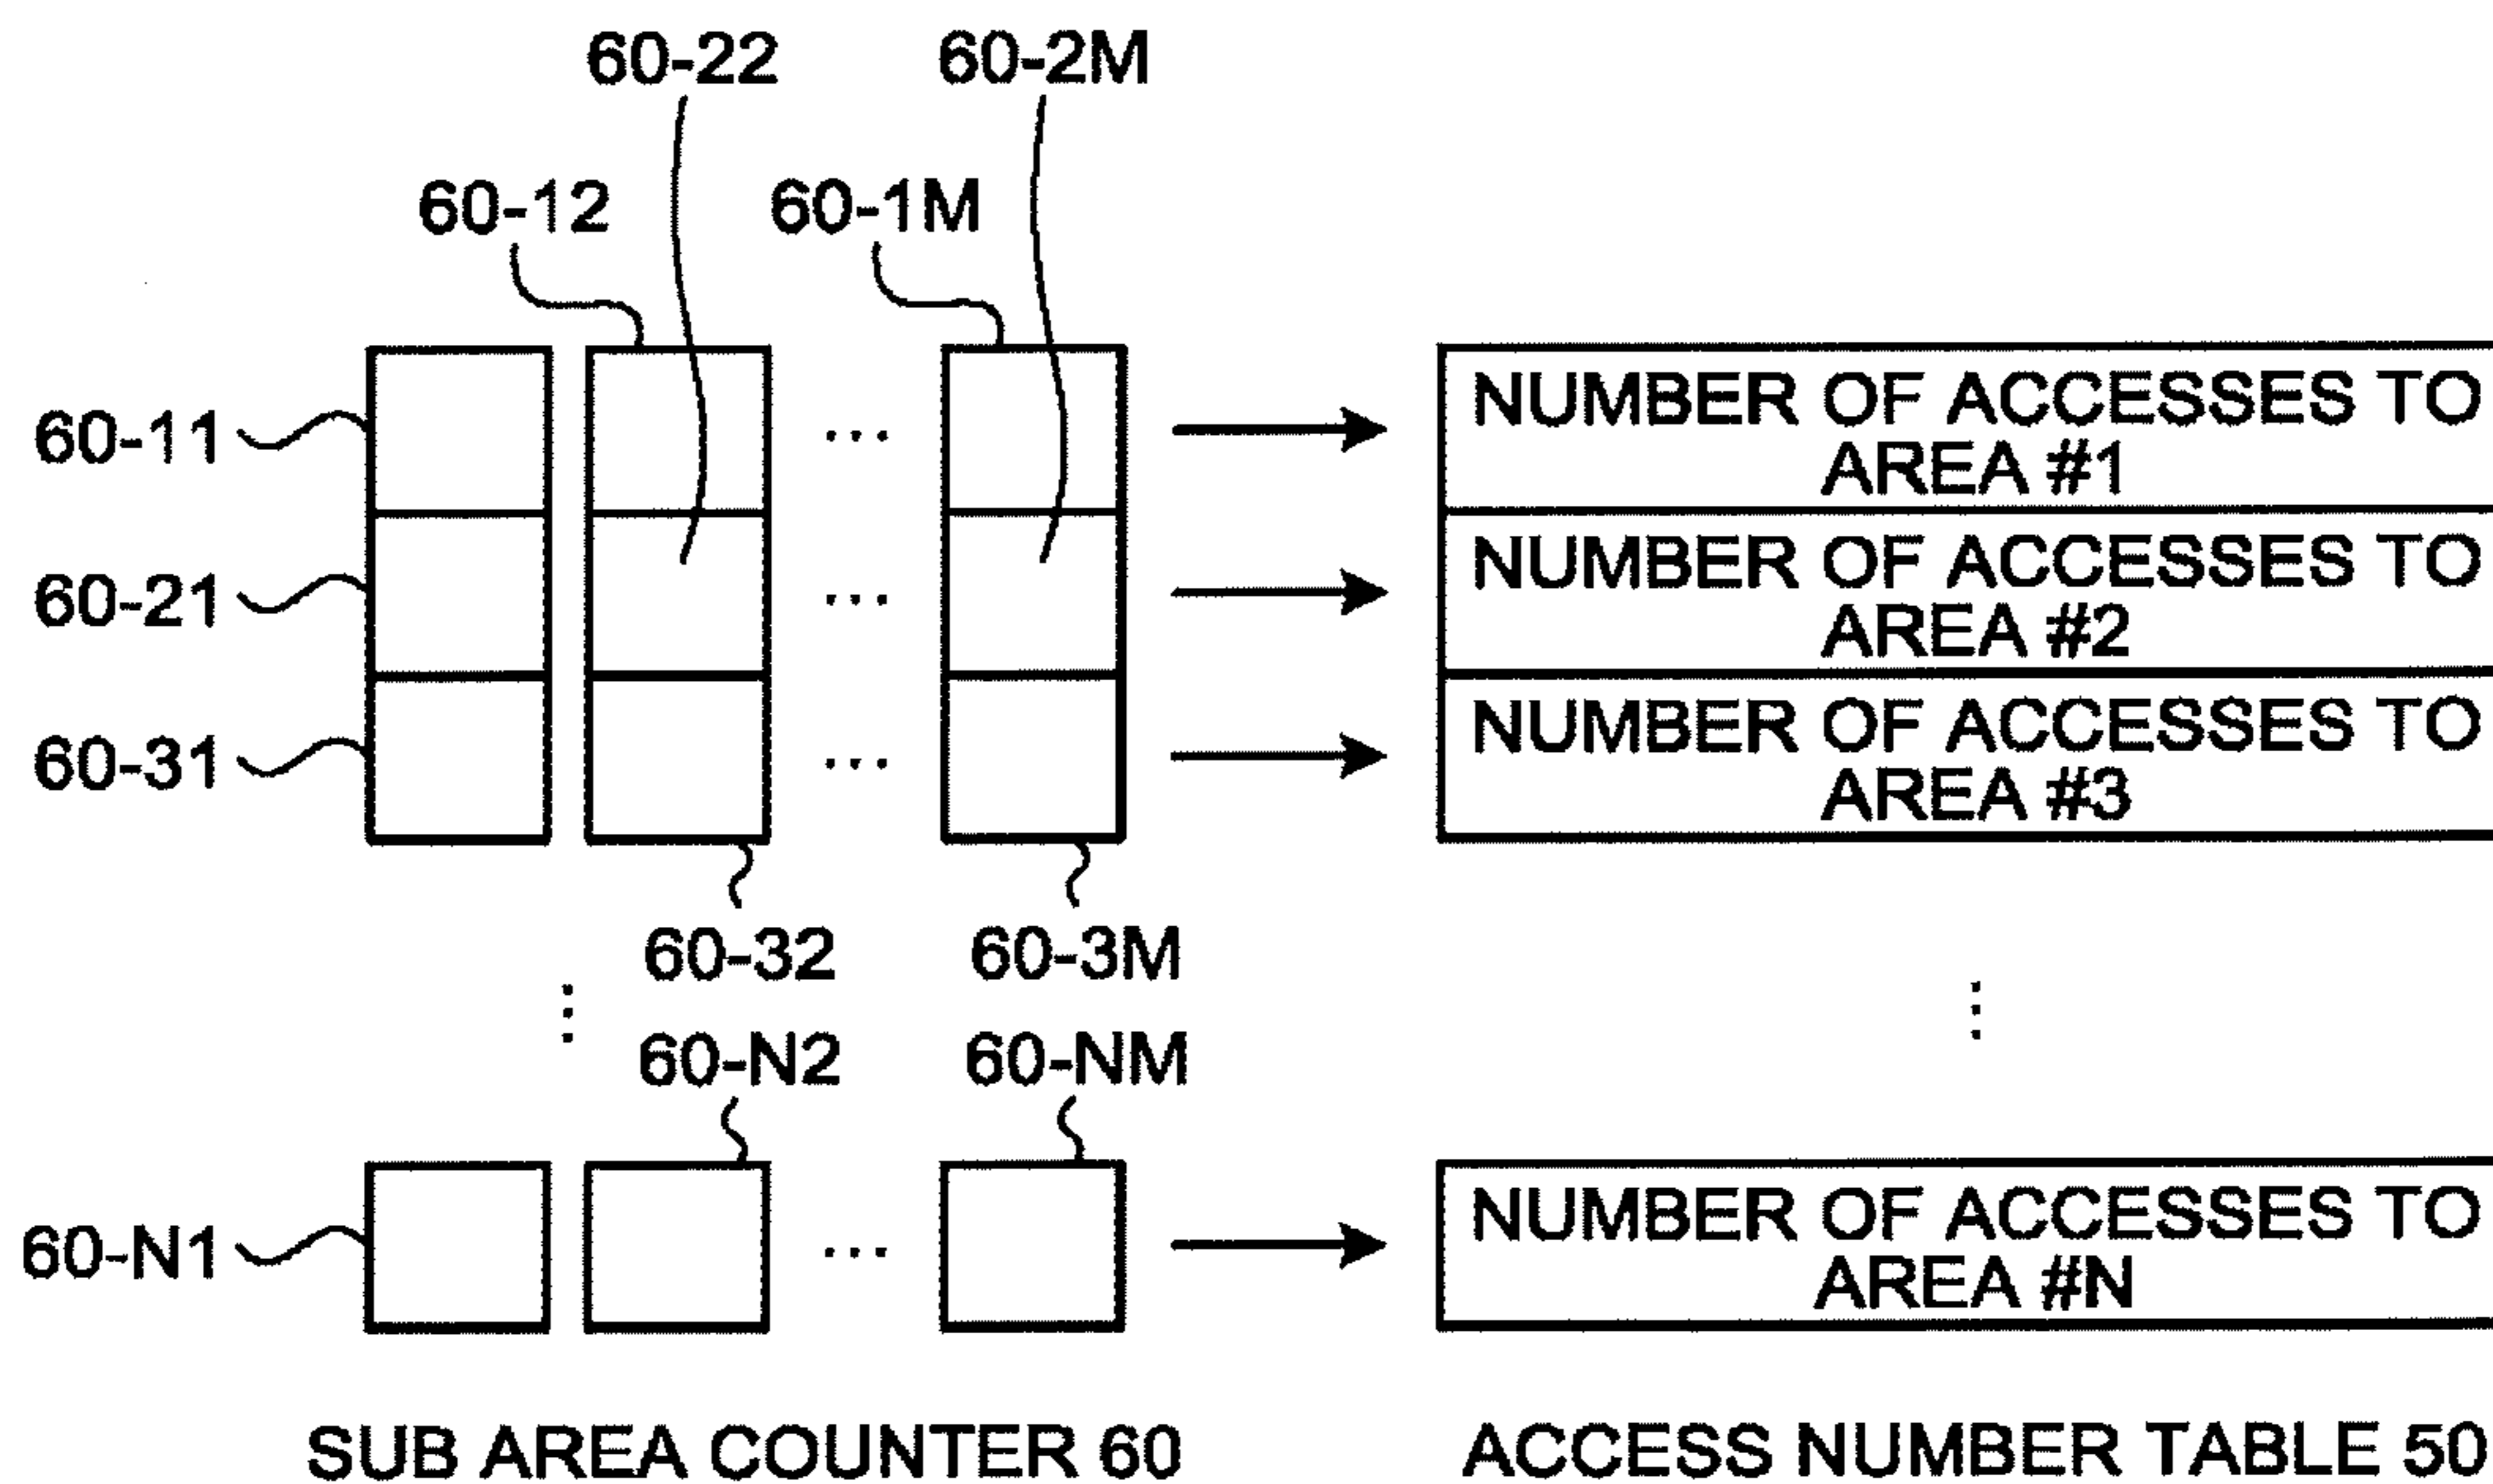 60-22
60-2M
60-12
60-1M
60-11
...
NUMBER OF ACCESSES TO
AREA #1
60-21
...
NUMBER OF ACCESSES TO
AREA #2
60-31
...
NUMBER OF ACCESSES TO
AREA #3
60-32
60-3M
60-N2
60-NM
60-N1
...
NUMBER OF ACCESSES TO
AREA #N
SUB AREA COUNTER 60
ACCESS NUMBER TABLE 50